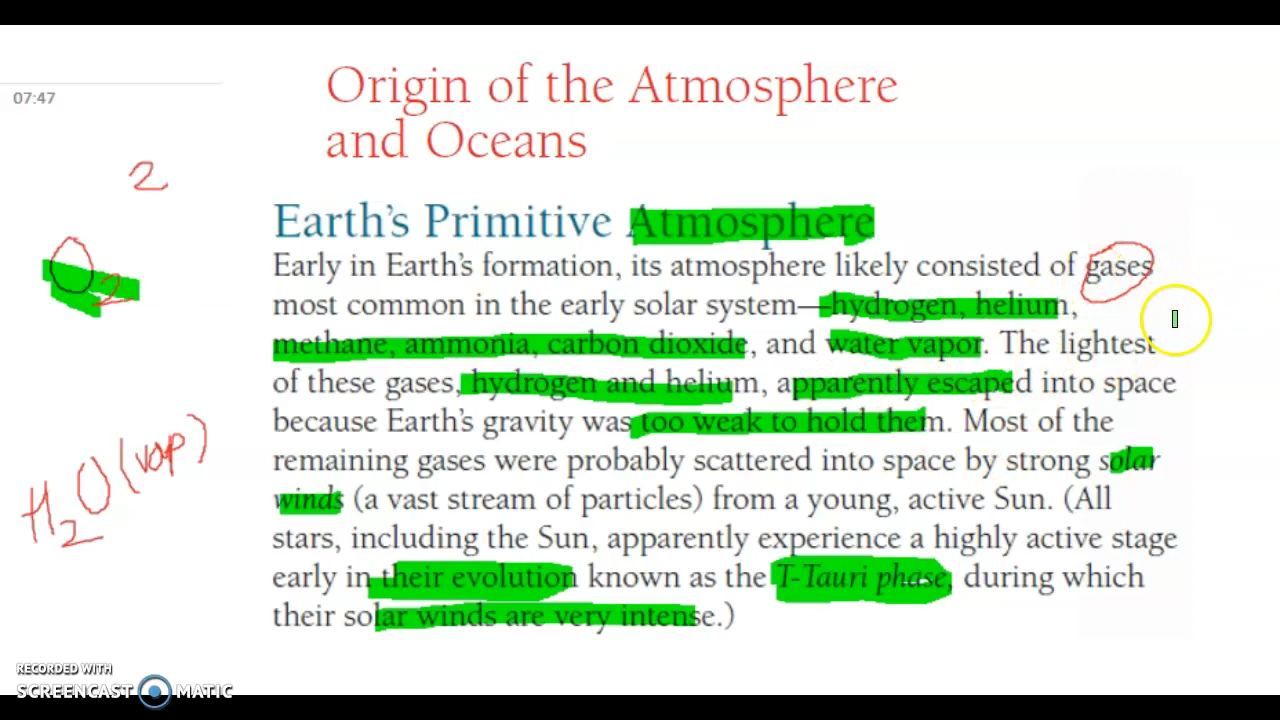 Origin of the Atmosphere
and Oceans
07:47
2
Earth's Primitive Atmosphere
Early in Earth's formation, its atmosphere likely consisted of gases
most common in the early solar system—hydrogen, helium,
methane, ammonia, carbon dioxide, and water vapor. The lightest
of these gases, hydrogen and helium, apparently escaped into space
because Earth's gravity was too weak to hold them. Most of the
remaining gases were probably scattered into space by strong solar
winds (a vast stream of particles) from a young, active Sun. (All
stars, including the Sun, apparently experience a highly active stage
early in their evolution known as the T-Tauri phase, during which
their solar winds are very intense.)
O2
H2O (vap)
RECORDED WITH
SCREENCAST MATIC